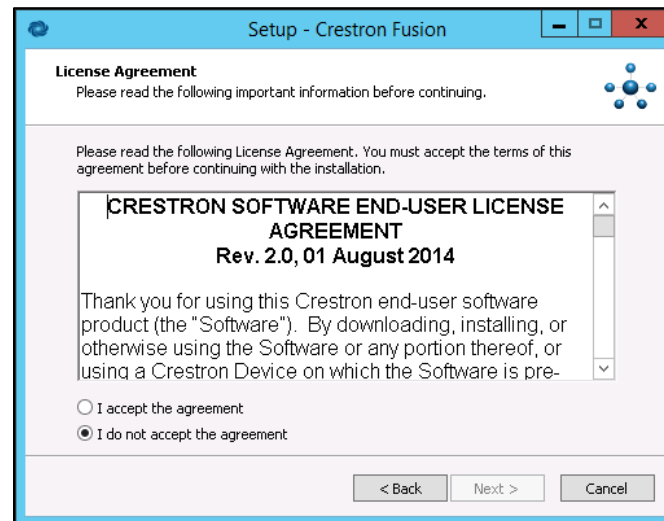 Setup - Crestron Fusion
License Agreement
Please read the following important information before continuing.
Please read the following License Agreement. You must accept the terms of this
agreement before continuing with the installation.
CRESTRON SOFTWARE END-USER LICENSE
AGREEMENT
Rev. 2.0, 01 August 2014
Thank you for using this Crestron end-user software
product (the "Software").  By downloading, installing, or
otherwise using the Software or any portion thereof, or
using a Crestron Device on which the Software is pre-
I accept the agreement
I do not accept the agreement
< Back Next > Cancel